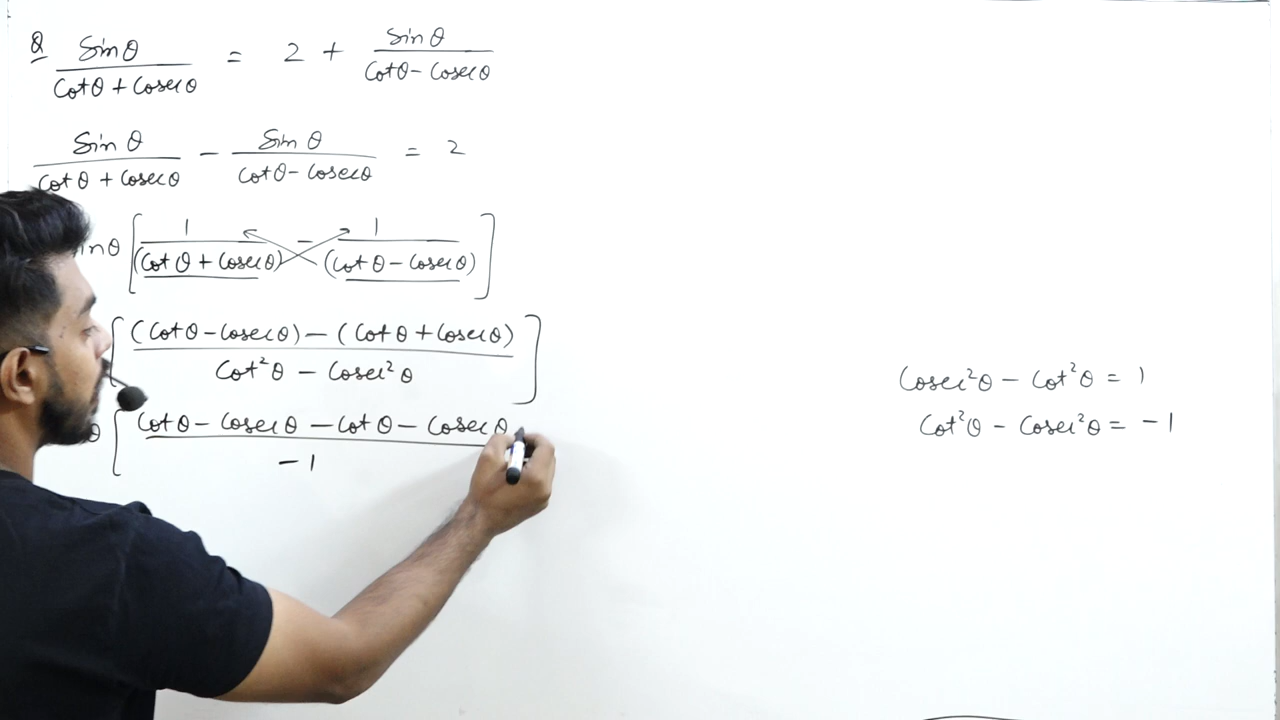 Q sinθ / (cotθ + cosecθ) = 2 + sinθ / (cotθ - cosecθ)
sinθ / (cotθ + cosecθ) - sinθ / (cotθ - cosecθ) = 2
inθ [ 1 / (cotθ + cosecθ) - 1 / (cotθ - cosecθ) ]
[ (cotθ - cosecθ) - (cotθ + cosecθ) / cot²θ - cosec²θ ]
θ [ cotθ - cosecθ - cotθ - cosecθ / -1
cosec²θ - cot²θ = 1
cot²θ - cosec²θ = -1